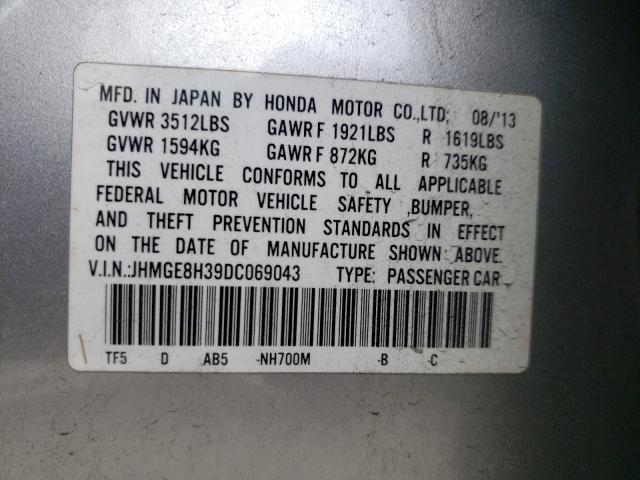 MFD. IN JAPAN BY HONDA MOTOR CO.,LTD; 08/'13
GVWR 3512LBS GAWR F 1921LBS R 1619LBS
GVWR 1594KG GAWR F 872KG R 735KG
THIS VEHICLE CONFORMS TO ALL APPLICABLE
FEDERAL MOTOR VEHICLE SAFETY ,BUMPER,
AND THEFT PREVENTION STANDARDS IN EFFECT
ON THE DATE OF MANUFACTURE SHOWN ABOVE.
V.I.N.:JHMGE8H39DC069043 TYPE: PASSENGER CAR
TF5 D AB5 -NH700M -B -C